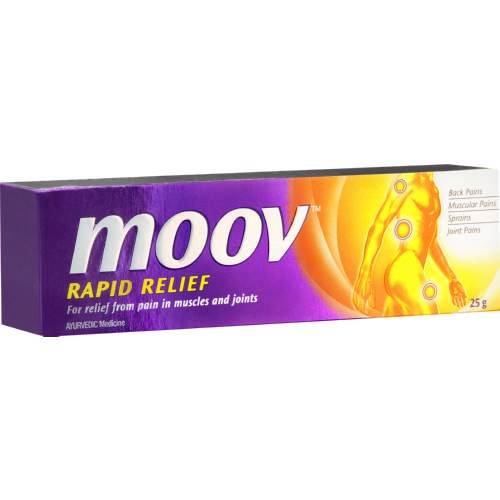 moov™
RAPID RELIEF
For relief from pain in muscles and joints
AYURVEDIC Medicine
Back Pains
Muscular Pains
Sprains
Joint Pains
25 g